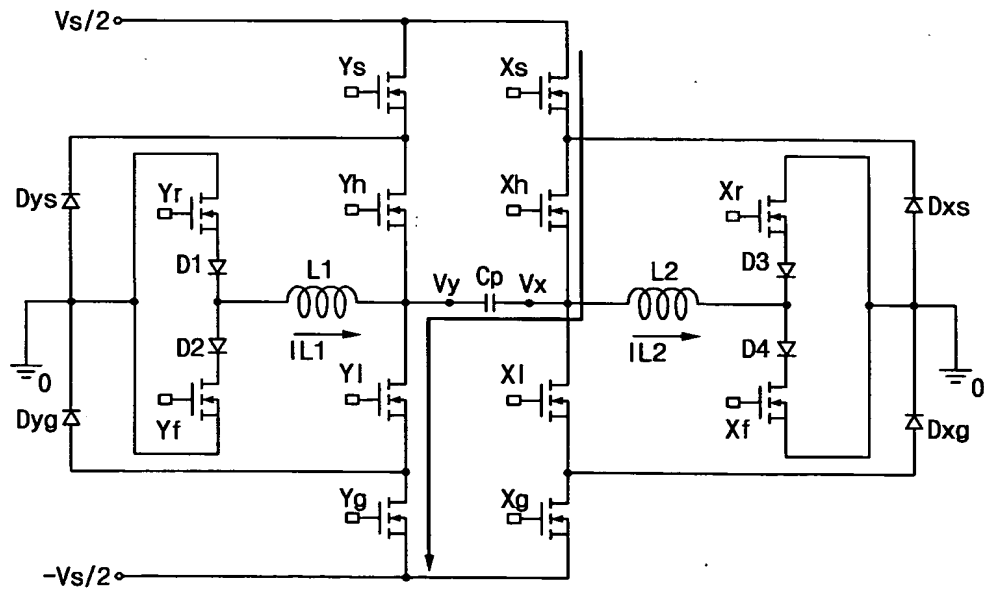 Vs/2
Ys
Xs
Dys
Yr
Yh
Xh
Xr
Dxs
D1
L1
Vy
Cp
Vx
L2
D3
0
D2
IL1
IL2
D4
0
Dyg
Yf
Yl
Xl
Xf
Dxg
Yg
Xg
-Vs/2